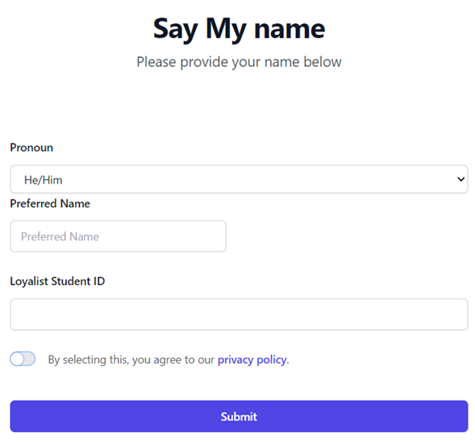 Say My name
Please provide your name below
Pronoun
He/Him
Preferred Name
Preferred Name
Loyalist Student ID
By selecting this, you agree to our privacy policy.
Submit